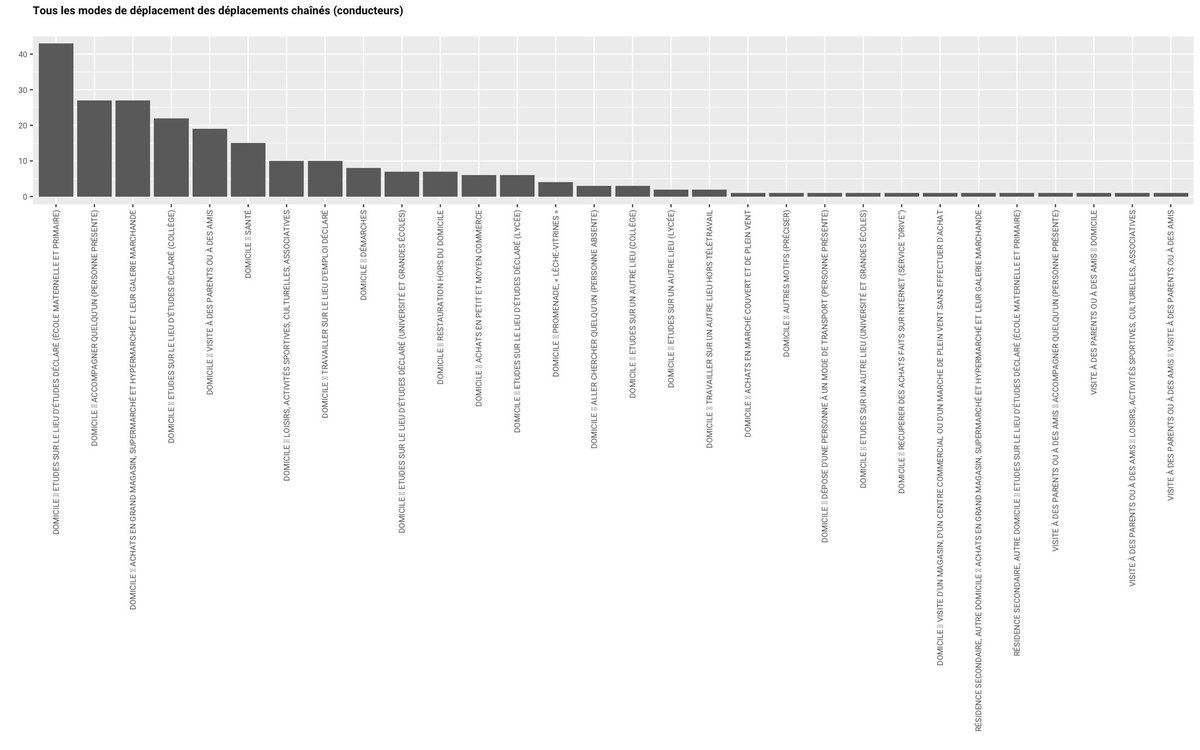 Tous les modes de déplacement des déplacements chaînés (conducteurs)
40
30
20
10
0
DOMICILE ▯ ETUDES SUR LE LIEU D'ÉTUDES DÉCLARÉ (ÉCOLE MATERNELLE ET PRIMAIRE)
DOMICILE ▯ ACCOMPAGNER QUELQU'UN (PERSONNE PRÉSENTE)
DOMICILE ▯ ACHATS EN GRAND MAGASIN, SUPERMARCHÉ ET HYPERMARCHÉ ET LEUR GALERIE MARCHANDE
DOMICILE ▯ ETUDES SUR LE LIEU D'ÉTUDES DÉCLARÉ (COLLÈGE)
DOMICILE ▯ VISITE À DES PARENTS OU À DES AMIS
DOMICILE ▯ SANTÉ
DOMICILE ▯ LOISIRS, ACTIVITÉS SPORTIVES, CULTURELLES, ASSOCIATIVES
DOMICILE ▯ TRAVAILLER SUR LE LIEU D'EMPLOI DÉCLARÉ
DOMICILE ▯ DÉMARCHES
DOMICILE ▯ ETUDES SUR LE LIEU D'ÉTUDES DÉCLARÉ (UNIVERSITÉ ET GRANDES ÉCOLES)
DOMICILE ▯ RESTAURATION HORS DU DOMICILE
DOMICILE ▯ ACHATS EN PETIT ET MOYEN COMMERCE
DOMICILE ▯ ETUDES SUR LE LIEU D'ÉTUDES DÉCLARÉ (LYCÉE)
DOMICILE ▯ PROMENADE, « LÈCHE-VITRINES »
DOMICILE ▯ ALLER CHERCHER QUELQU'UN (PERSONNE ABSENTE)
DOMICILE ▯ ETUDES SUR UN AUTRE LIEU (COLLÈGE)
DOMICILE ▯ ETUDES SUR UN AUTRE LIEU (LYCÉE)
DOMICILE ▯ TRAVAILLER SUR UN AUTRE LIEU HORS TÉLÉTRAVAIL
DOMICILE ▯ ACHATS EN MARCHÉ COUVERT ET DE PLEIN VENT
DOMICILE ▯ AUTRES MOTIFS (PRÉCISER)
DOMICILE ▯ DÉPOSE D'UNE PERSONNE À UN MODE DE TRANSPORT (PERSONNE PRÉSENTE)
DOMICILE ▯ ETUDES SUR UN AUTRE LIEU (UNIVERSITÉ ET GRANDES ÉCOLES)
DOMICILE ▯ RECUPERER DES ACHATS FAITS SUR INTERNET (SERVICE "DRIVE")
DOMICILE ▯ VISITE D'UN MAGASIN, D'UN CENTRE COMMERCIAL OU D'UN MARCHE DE PLEIN VENT SANS EFFECTUER D'ACHAT
RÉSIDENCE SECONDAIRE, AUTRE DOMICILE ▯ ACHATS EN GRAND MAGASIN, SUPERMARCHÉ ET HYPERMARCHÉ ET LEUR GALERIE MARCHANDE
RÉSIDENCE SECONDAIRE, AUTRE DOMICILE ▯ ETUDES SUR LE LIEU D'ÉTUDES DÉCLARÉ (ÉCOLE MATERNELLE ET PRIMAIRE)
VISITE À DES PARENTS OU À DES AMIS ▯ ACCOMPAGNER QUELQU'UN (PERSONNE PRÉSENTE)
VISITE À DES PARENTS OU À DES AMIS ▯ DOMICILE
VISITE À DES PARENTS OU À DES AMIS ▯ LOISIRS, ACTIVITÉS SPORTIVES, CULTURELLES, ASSOCIATIVES
VISITE À DES PARENTS OU À DES AMIS ▯ VISITE À DES PARENTS OU À DES AMIS